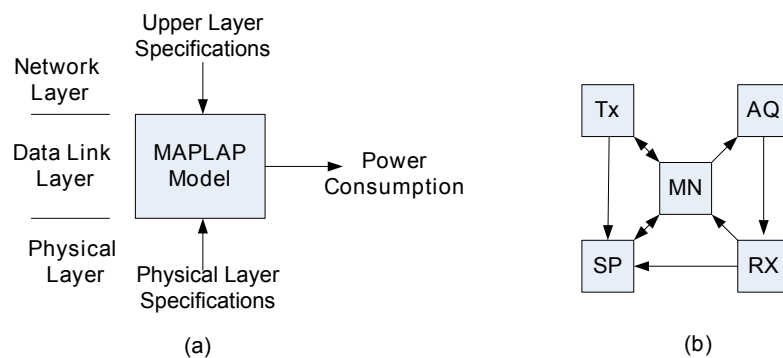 Upper Layer
Specifications
Network
Layer
Data Link
Layer
MAPLAP
Model
Power
Consumption
Physical
Layer
Physical Layer
Specifications
(a)
Tx
AQ
MN
SP
RX
(b)